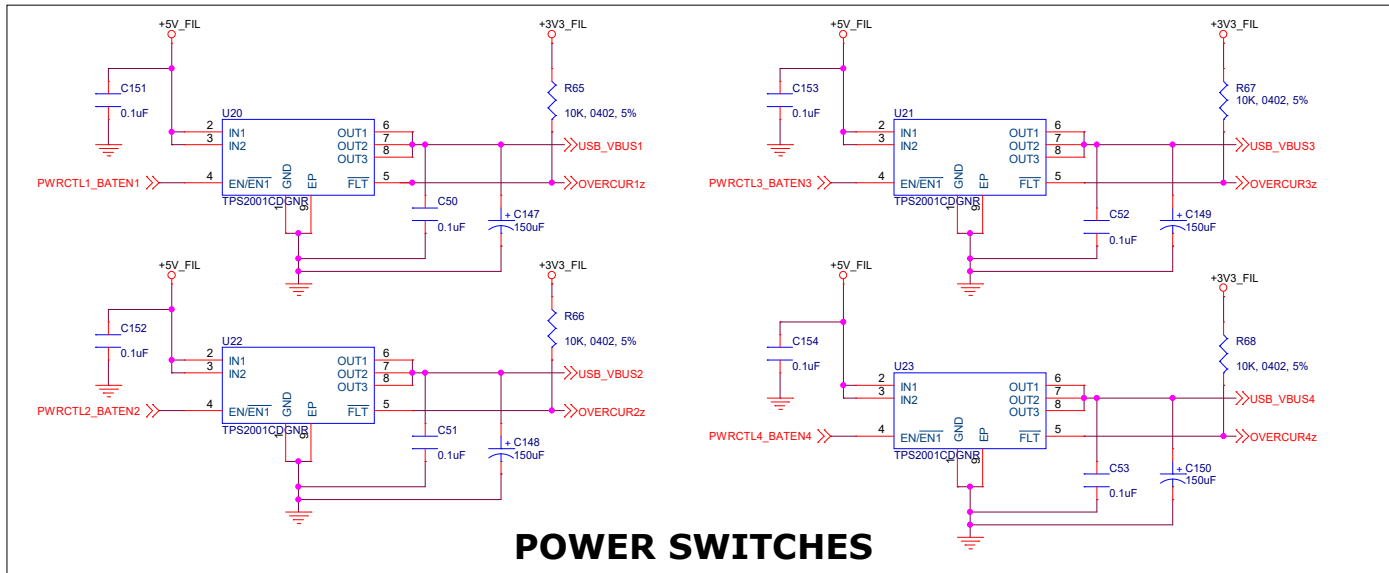 +5V_FIL
+3V3_FIL
C151
0.1uF
R65
10K, 0402, 5%
U20
2 IN1
3 IN2
OUT1 6
OUT2 7
OUT3 8
USB_VBUS1
PWRCTL1_BATEN1
4 EN/EN1
GND
EP
FLT 5
OVERCUR1z
TPS2001CDGNR
1
9
C50
0.1uF
+ C147
150uF
+5V_FIL
+3V3_FIL
C153
0.1uF
R67
10K, 0402, 5%
U21
2 IN1
3 IN2
OUT1 6
OUT2 7
OUT3 8
USB_VBUS3
PWRCTL3_BATEN3
4 EN/EN1
GND
EP
FLT 5
OVERCUR3z
TPS2001CDGNR
1
9
C52
0.1uF
+ C149
150uF
+5V_FIL
+3V3_FIL
C152
0.1uF
R66
10K, 0402, 5%
U22
2 IN1
3 IN2
OUT1 6
OUT2 7
OUT3 8
USB_VBUS2
PWRCTL2_BATEN2
4 EN/EN1
GND
EP
FLT 5
OVERCUR2z
TPS2001CDGNR
1
9
C51
0.1uF
+ C148
150uF
+5V_FIL
+3V3_FIL
C154
0.1uF
R68
10K, 0402, 5%
U23
2 IN1
3 IN2
OUT1 6
OUT2 7
OUT3 8
USB_VBUS4
PWRCTL4_BATEN4
4 EN/EN1
GND
EP
FLT 5
OVERCUR4z
TPS2001CDGNR
1
9
C53
0.1uF
+ C150
150uF
POWER SWITCHES